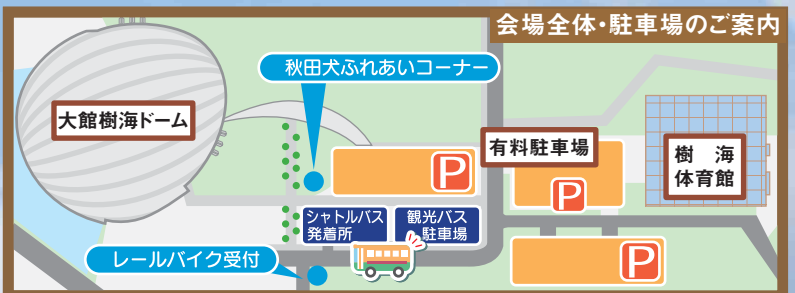 会場全体・駐車場のご案内
秋田犬ふれあいコーナー
大館樹海ドーム
有料駐車場
樹　海
体育館
P
P
シャトルバス
発着所
観光バス
駐車場
レールバイク受付
P